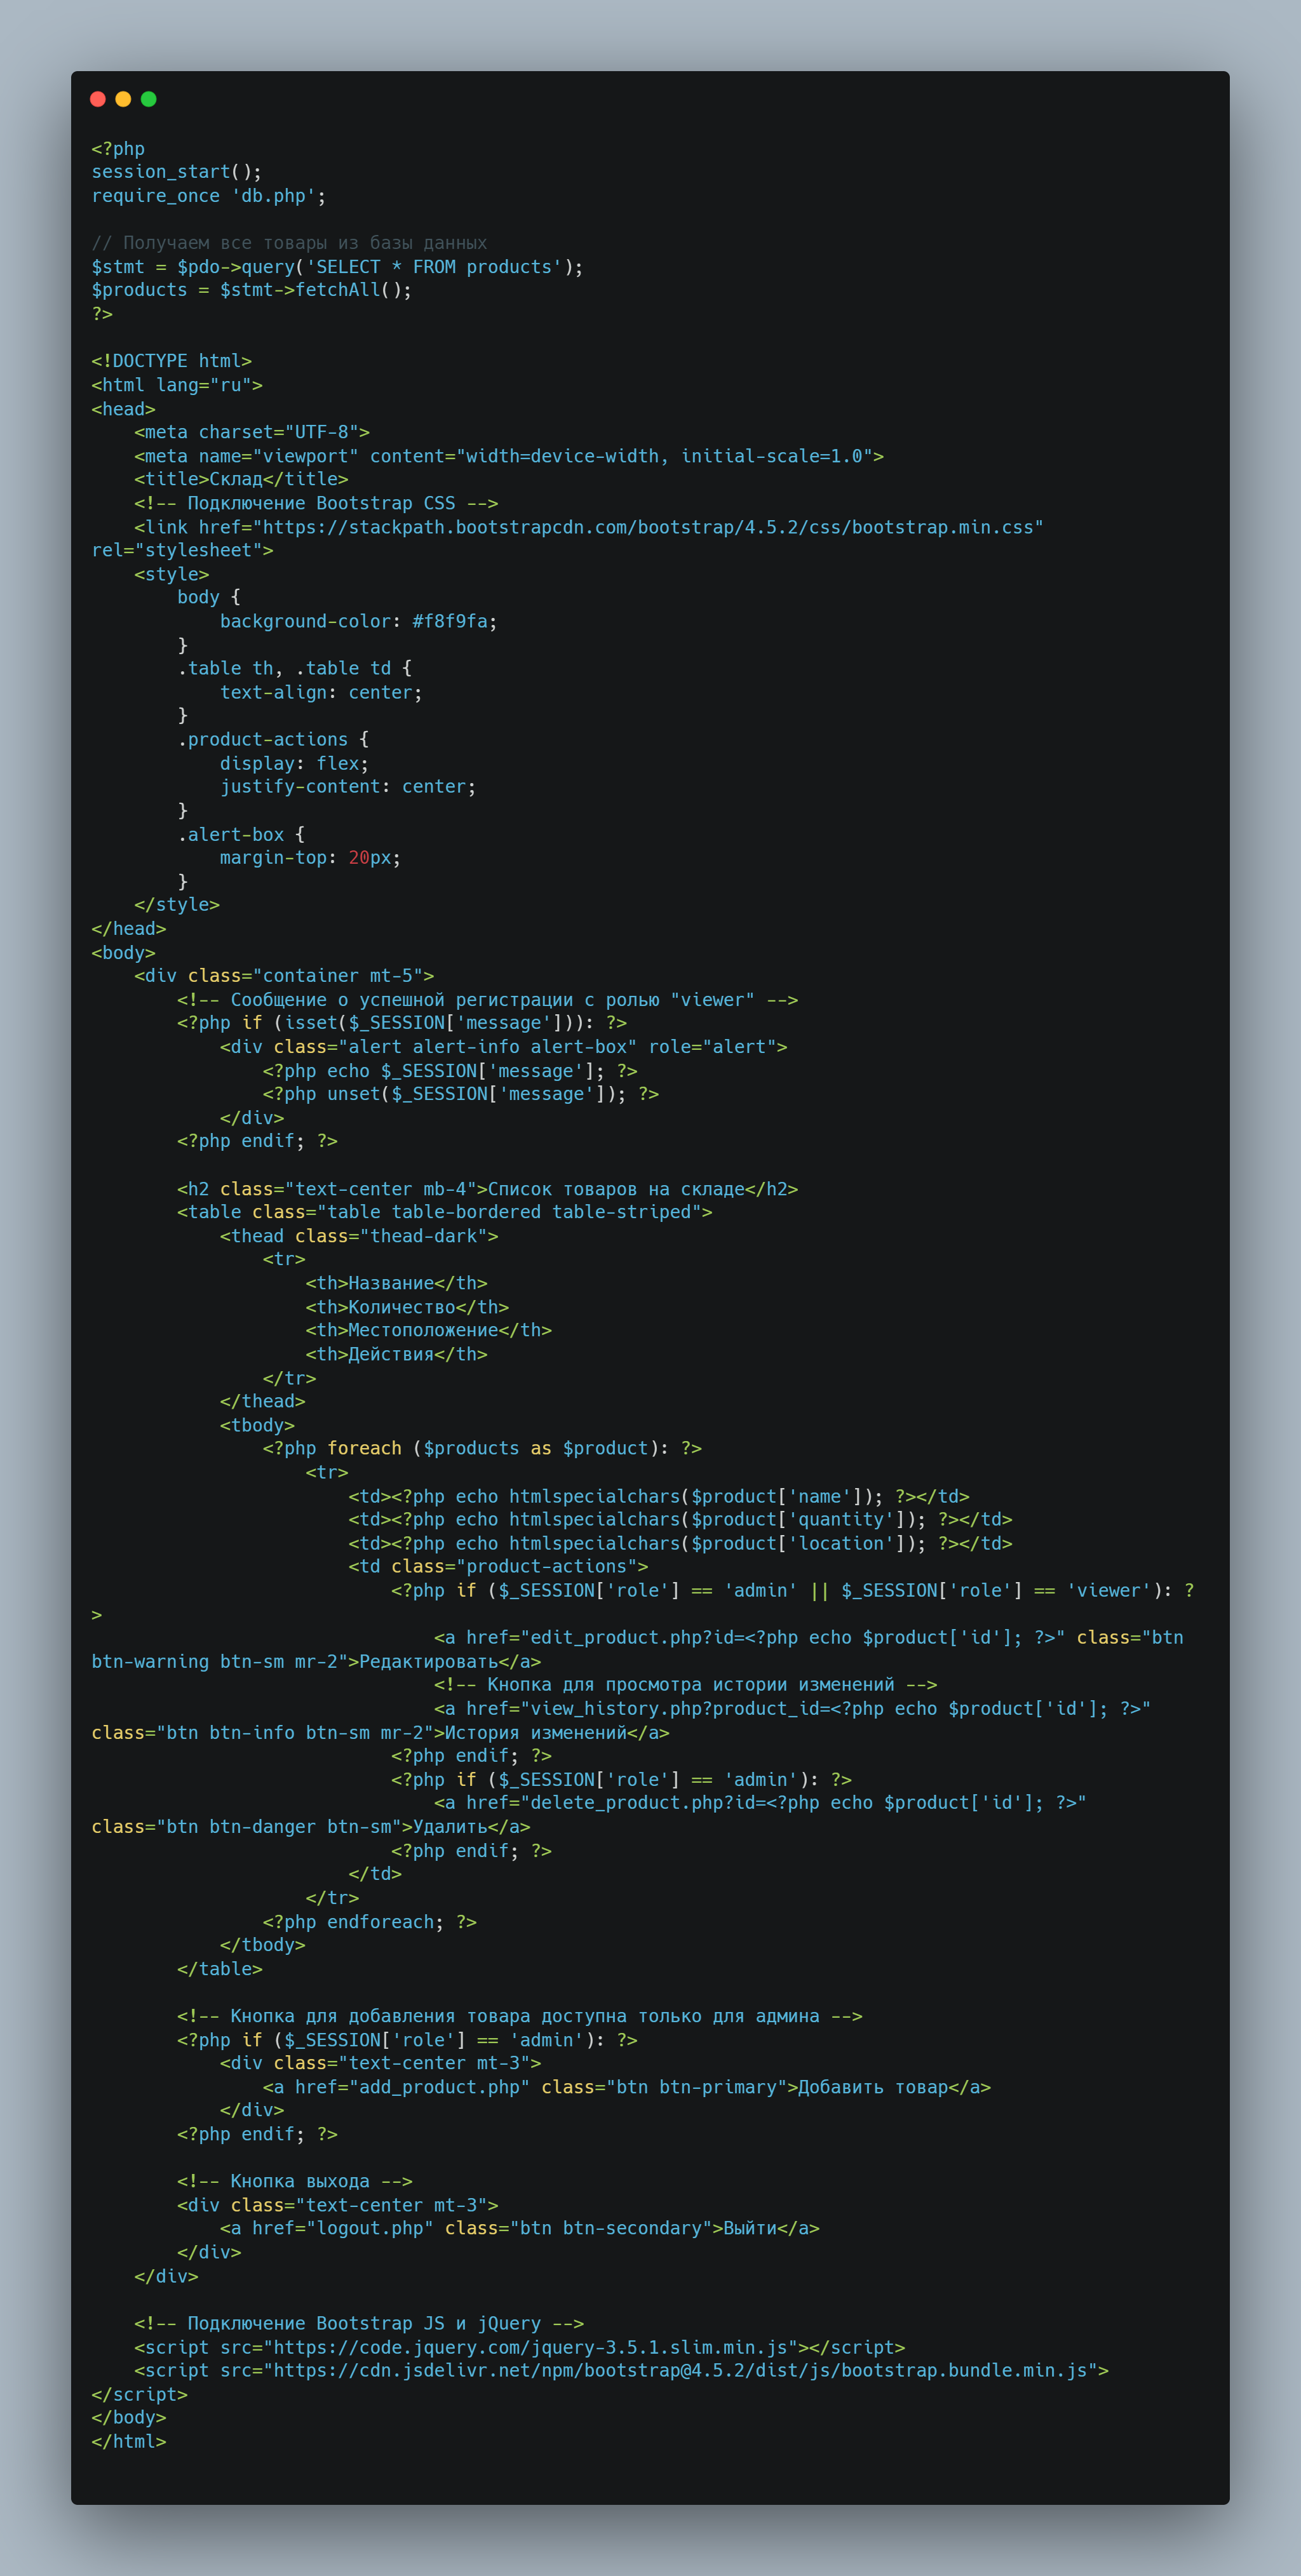 <?php
session_start();
require_once 'db.php';

// Получаем все товары из базы данных
$stmt = $pdo->query('SELECT * FROM products');
$products = $stmt->fetchAll();
?>

<!DOCTYPE html>
<html lang="ru">
<head>
    <meta charset="UTF-8">
    <meta name="viewport" content="width=device-width, initial-scale=1.0">
    <title>Склад</title>
    <!-- Подключение Bootstrap CSS -->
    <link href="https://stackpath.bootstrapcdn.com/bootstrap/4.5.2/css/bootstrap.min.css"
rel="stylesheet">
    <style>
        body {
            background-color: #f8f9fa;
        }
        .table th, .table td {
            text-align: center;
        }
        .product-actions {
            display: flex;
            justify-content: center;
        }
        .alert-box {
            margin-top: 20px;
        }
    </style>
</head>
<body>
    <div class="container mt-5">
        <!-- Сообщение о успешной регистрации с ролью "viewer" -->
        <?php if (isset($_SESSION['message'])): ?>
            <div class="alert alert-info alert-box" role="alert">
                <?php echo $_SESSION['message']; ?>
                <?php unset($_SESSION['message']); ?>
            </div>
        <?php endif; ?>

        <h2 class="text-center mb-4">Список товаров на складе</h2>
        <table class="table table-bordered table-striped">
            <thead class="thead-dark">
                <tr>
                    <th>Название</th>
                    <th>Количество</th>
                    <th>Местоположение</th>
                    <th>Действия</th>
                </tr>
            </thead>
            <tbody>
                <?php foreach ($products as $product): ?>
                    <tr>
                        <td><?php echo htmlspecialchars($product['name']); ?></td>
                        <td><?php echo htmlspecialchars($product['quantity']); ?></td>
                        <td><?php echo htmlspecialchars($product['location']); ?></td>
                        <td class="product-actions">
                            <?php if ($_SESSION['role'] == 'admin' || $_SESSION['role'] == 'viewer'): ?
>
                                <a href="edit_product.php?id=<?php echo $product['id']; ?>" class="btn
btn-warning btn-sm mr-2">Редактировать</a>
                                <!-- Кнопка для просмотра истории изменений -->
                                <a href="view_history.php?product_id=<?php echo $product['id']; ?>"
class="btn btn-info btn-sm mr-2">История изменений</a>
                            <?php endif; ?>
                            <?php if ($_SESSION['role'] == 'admin'): ?>
                                <a href="delete_product.php?id=<?php echo $product['id']; ?>"
class="btn btn-danger btn-sm">Удалить</a>
                            <?php endif; ?>
                        </td>
                    </tr>
                <?php endforeach; ?>
            </tbody>
        </table>

        <!-- Кнопка для добавления товара доступна только для админа -->
        <?php if ($_SESSION['role'] == 'admin'): ?>
            <div class="text-center mt-3">
                <a href="add_product.php" class="btn btn-primary">Добавить товар</a>
            </div>
        <?php endif; ?>

        <!-- Кнопка выхода -->
        <div class="text-center mt-3">
            <a href="logout.php" class="btn btn-secondary">Выйти</a>
        </div>
    </div>

    <!-- Подключение Bootstrap JS и jQuery -->
    <script src="https://code.jquery.com/jquery-3.5.1.slim.min.js"></script>
    <script src="https://cdn.jsdelivr.net/npm/bootstrap@4.5.2/dist/js/bootstrap.bundle.min.js">
</script>
</body>
</html>